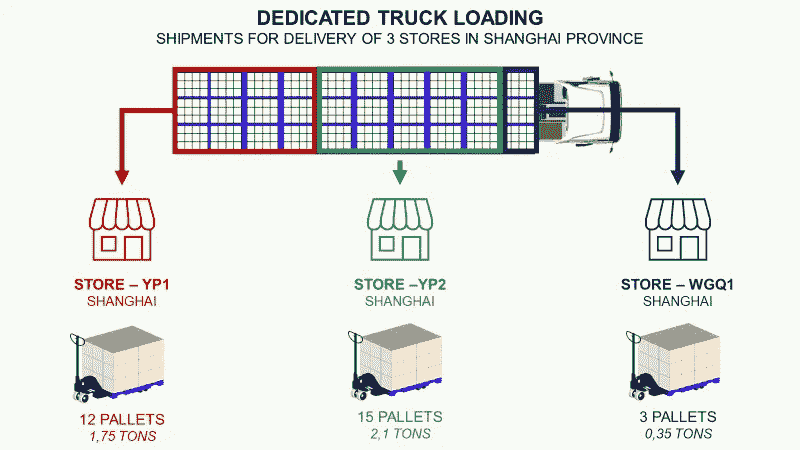 DEDICATED TRUCK LOADING
SHIPMENTS FOR DELIVERY OF 3 STORES IN SHANGHAI PROVINCE
STORE – YP1
SHANGHAI
12 PALLETS
1,75 TONS
STORE –YP2
SHANGHAI
15 PALLETS
2,1 TONS
STORE – WGQ1
SHANGHAI
3 PALLETS
0,35 TONS